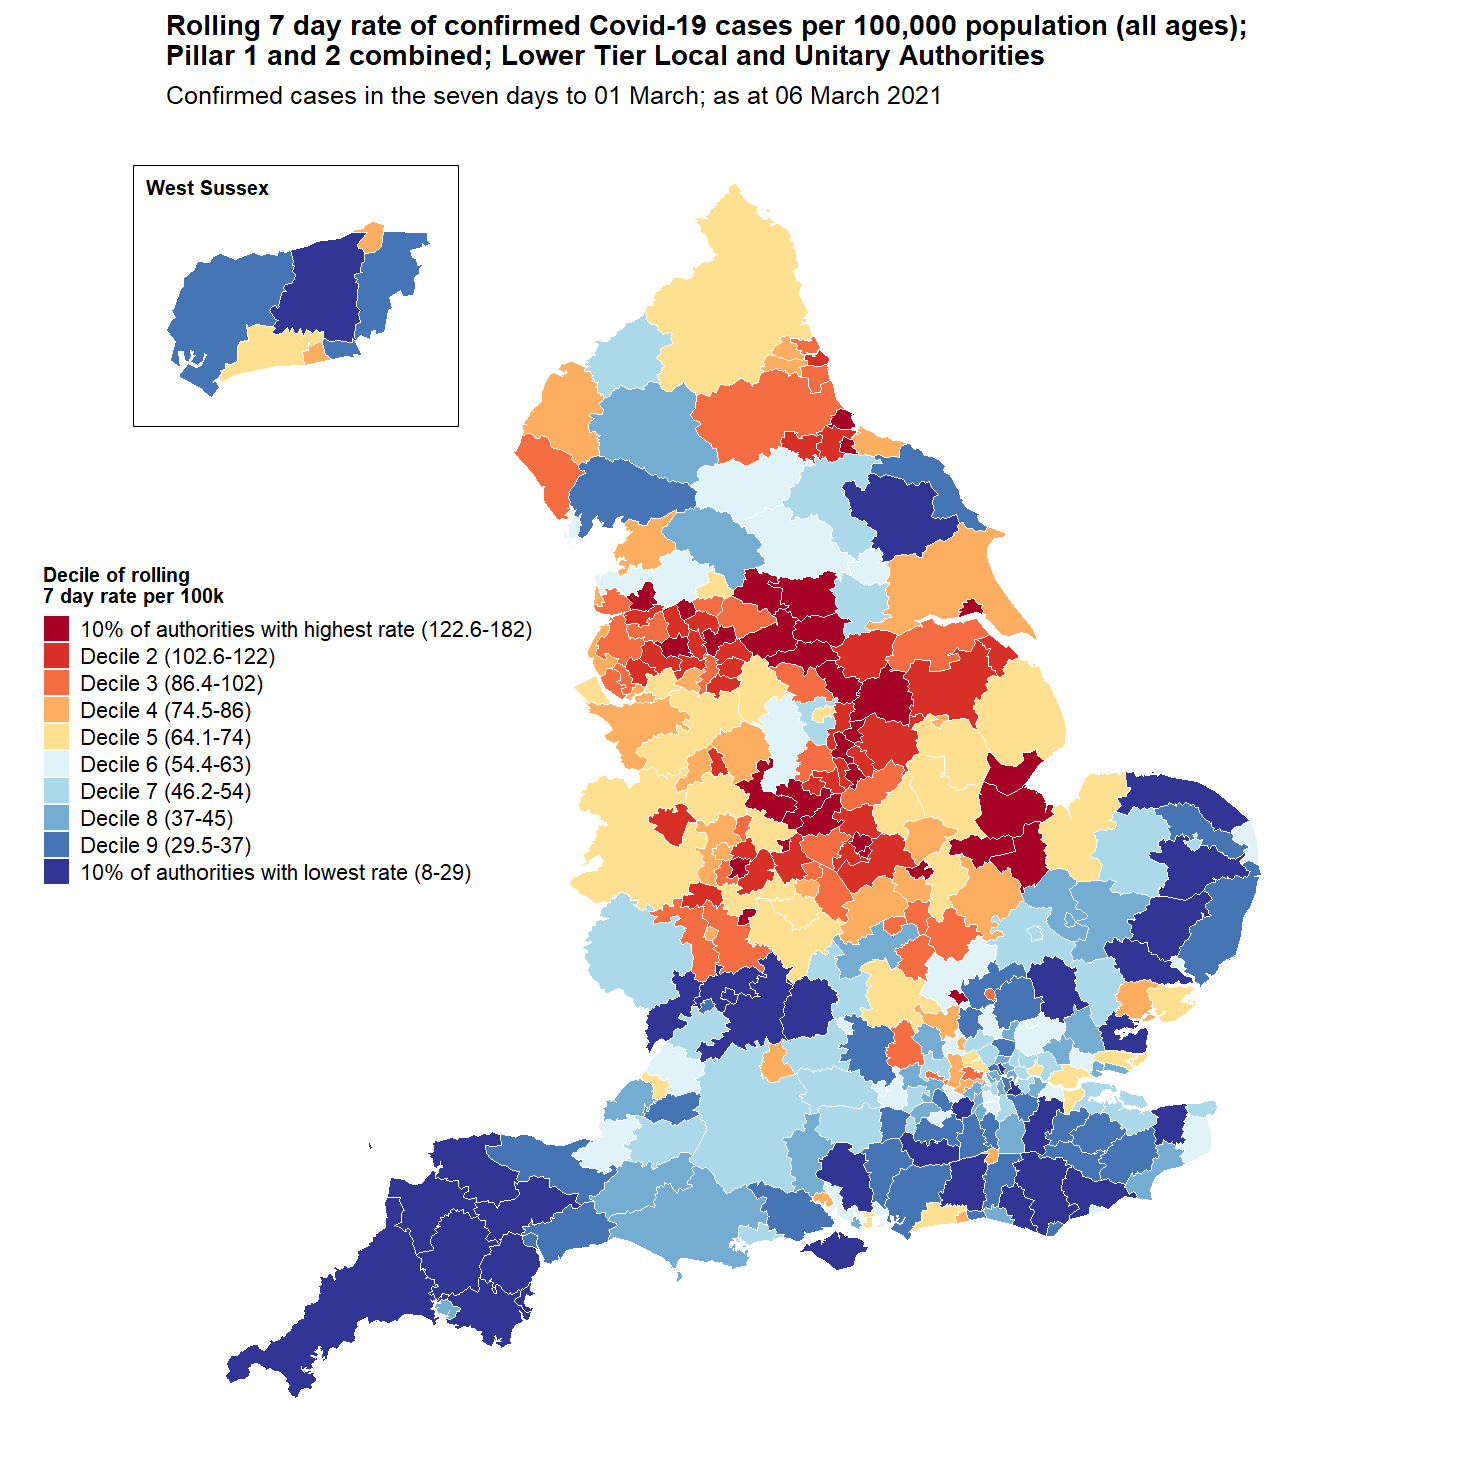 Rolling 7 day rate of confirmed Covid-19 cases per 100,000 population (all ages);
Pillar 1 and 2 combined; Lower Tier Local and Unitary Authorities
Confirmed cases in the seven days to 01 March; as at 06 March 2021
West Sussex
Decile of rolling
7 day rate per 100k
10% of authorities with highest rate (122.6-182)
Decile 2 (102.6-122)
Decile 3 (86.4-102)
Decile 4 (74.5-86)
Decile 5 (64.1-74)
Decile 6 (54.4-63)
Decile 7 (46.2-54)
Decile 8 (37-45)
Decile 9 (29.5-37)
10% of authorities with lowest rate (8-29)